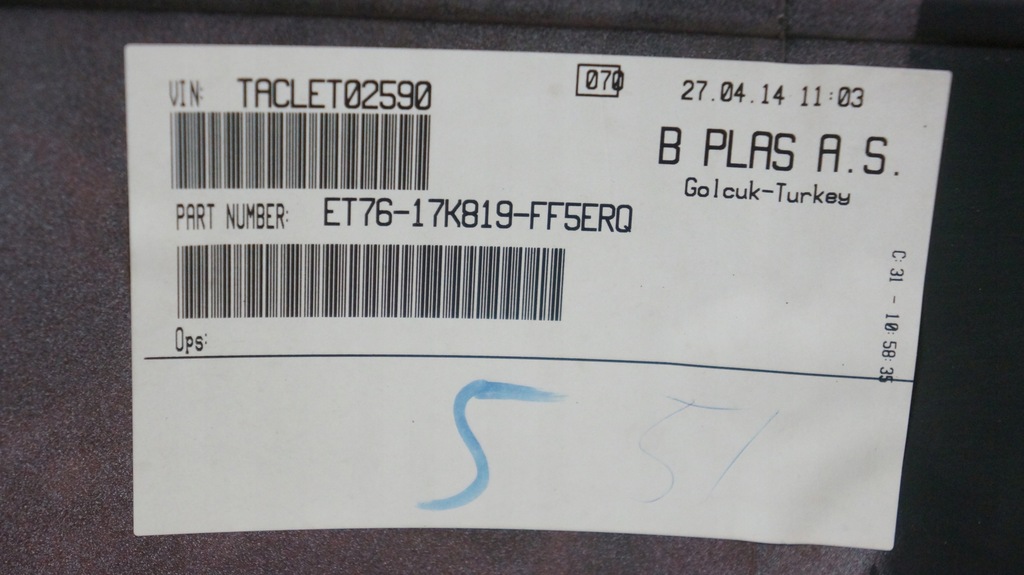 VIN: TACLET02590
070
27.04.14 11:03
B PLAS A.S.
Golcuk-Turkey
PART NUMBER: ET76-17K819-FF5ERQ
C: 31 - 10:58:35
Ops:
5
51